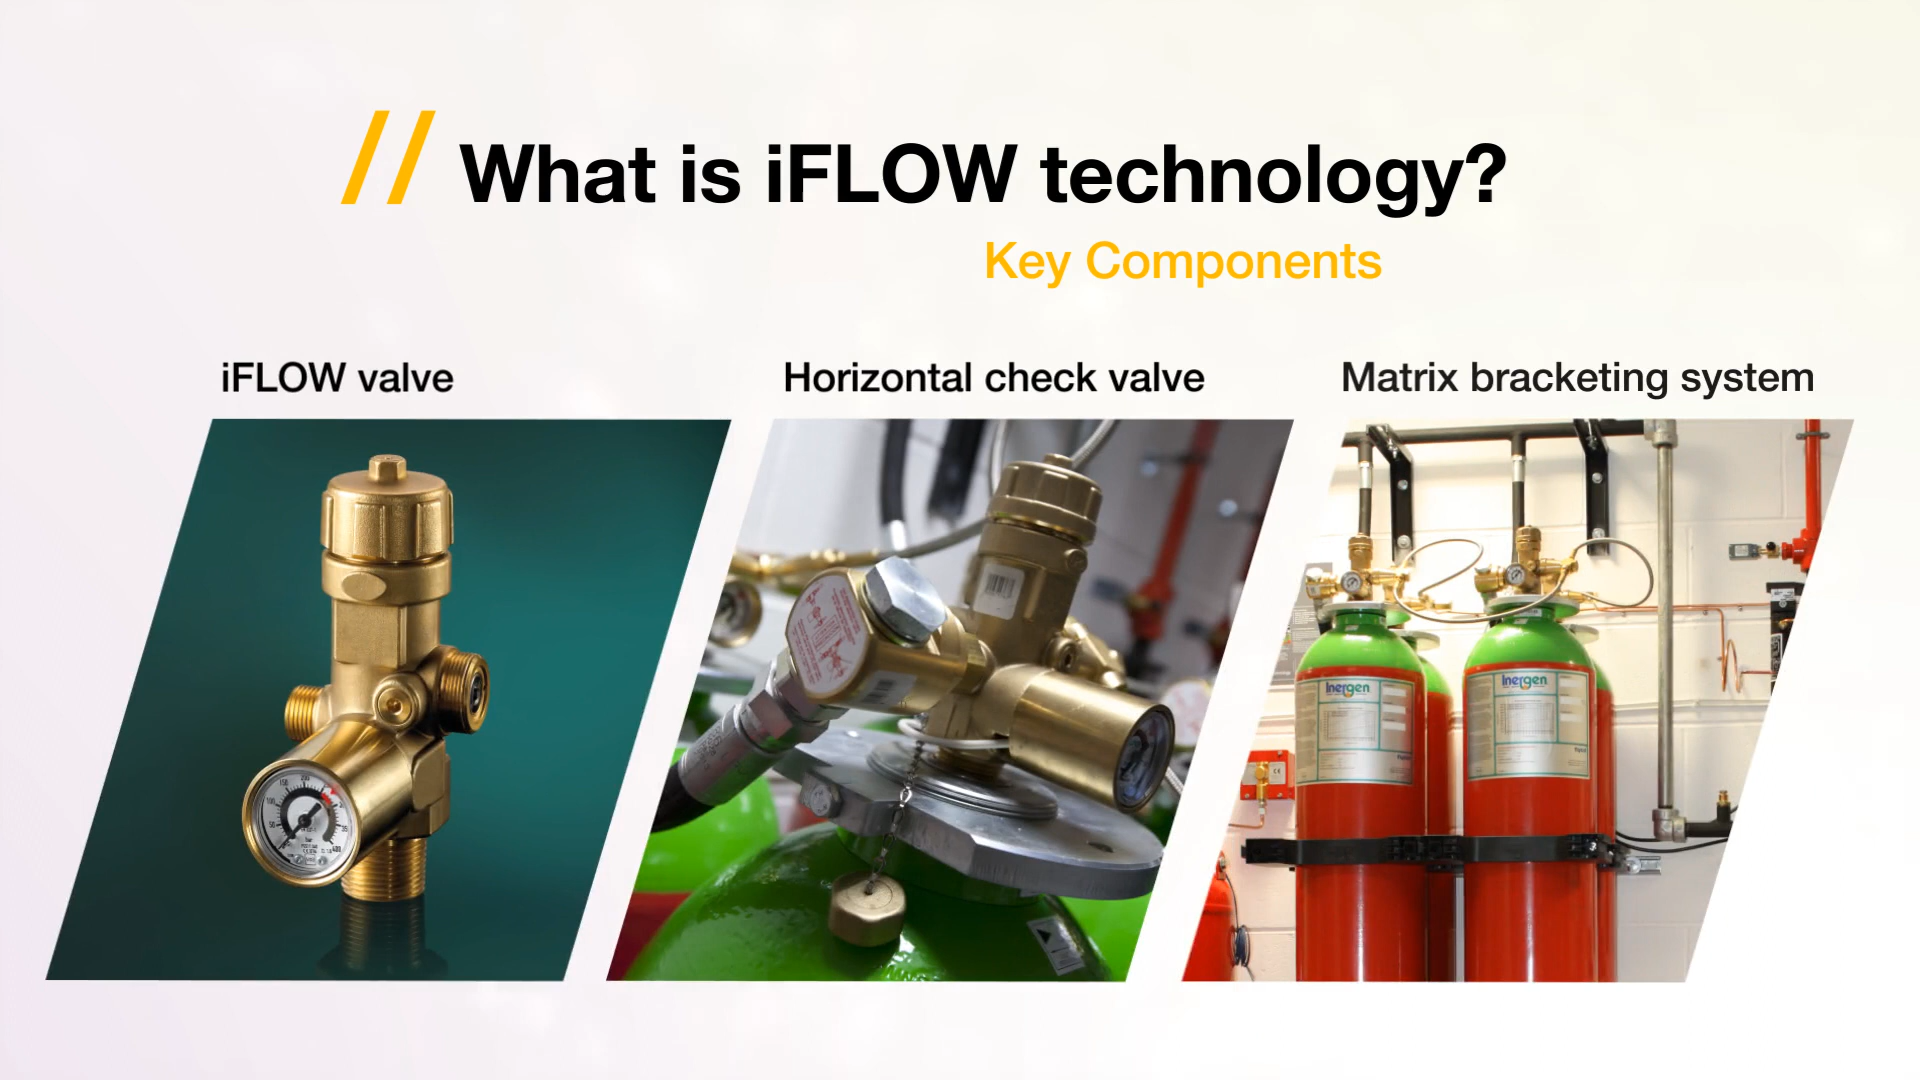 What is iFLOW technology?
Key Components
iFLOW valve
Horizontal check valve
Matrix bracketing system
Inergen
Inergen